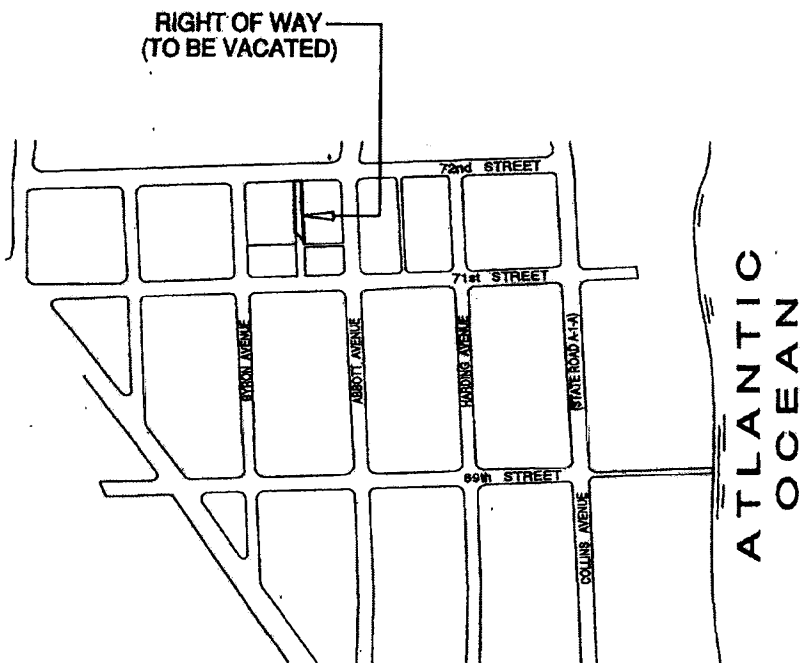 RIGHT OF WAY
(TO BE VACATED)
72nd STREET
71st STREET
BYRON AVENUE
ABBOTT AVENUE
HARDING AVENUE
(STATE ROAD A-1-A)
69th STREET
COLLINS AVENUE
ATLANTIC
OCEAN